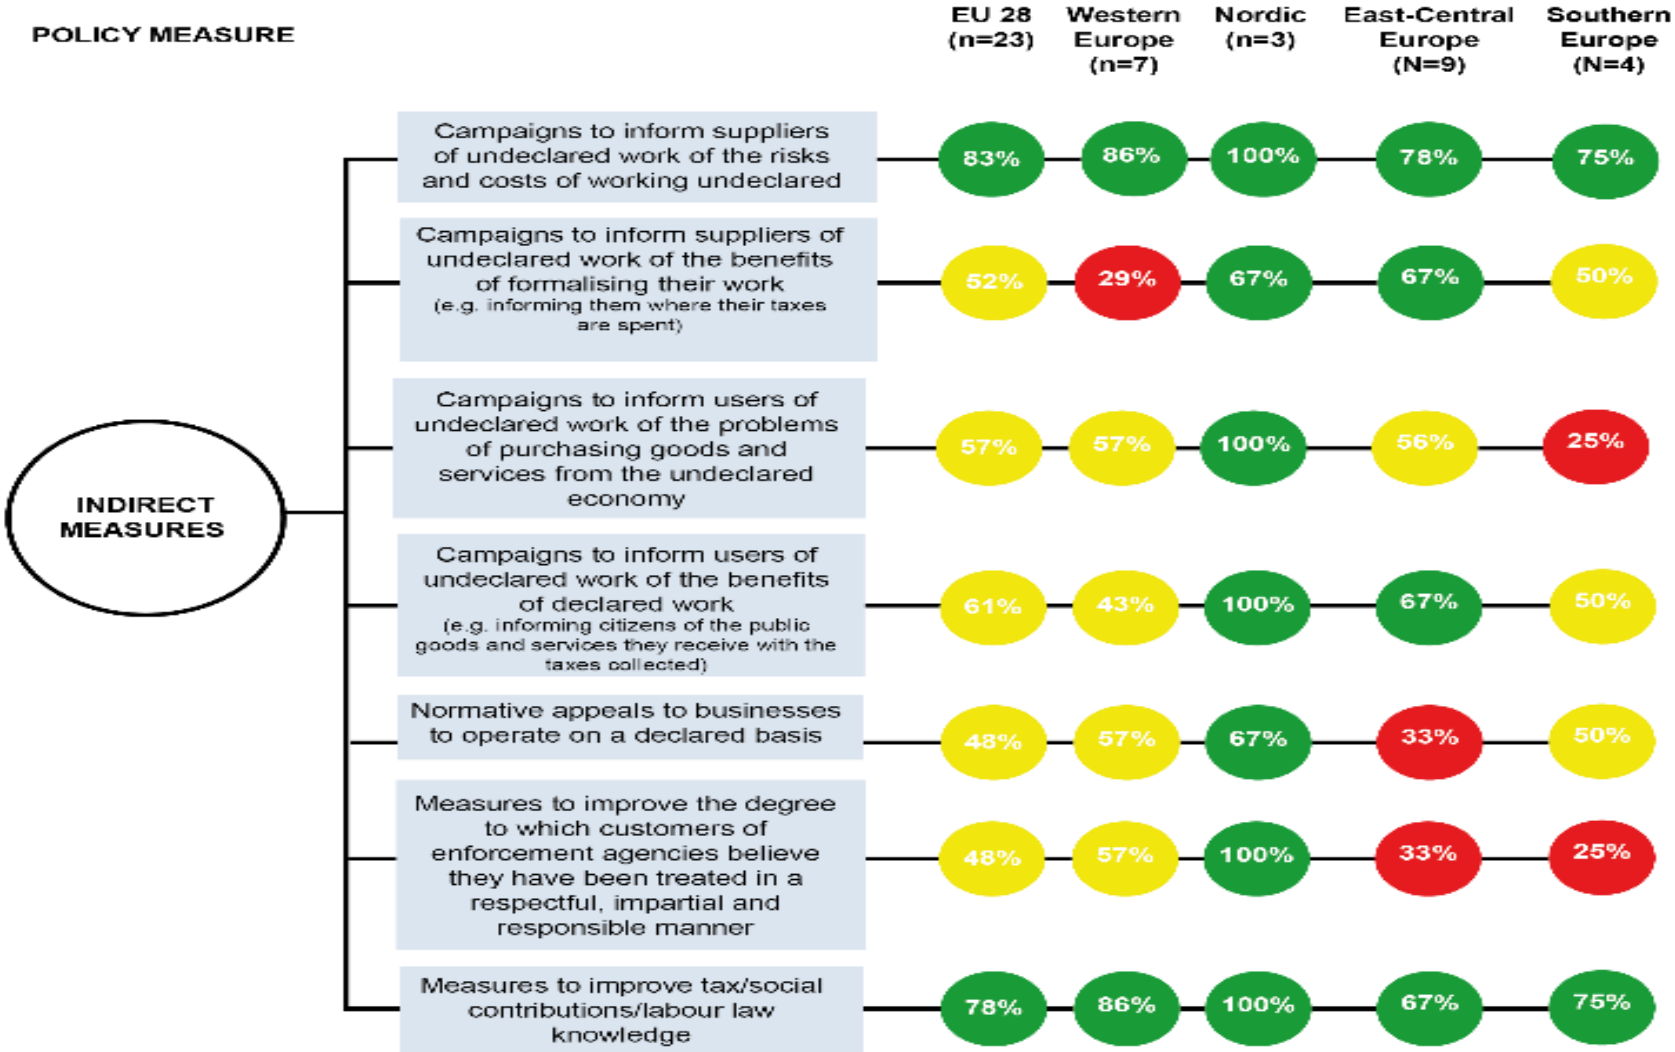 POLICY MEASURE
EU 28
(n=23)
Western
Europe
(n=7)
Nordic
(n=3)
East-Central
Europe
(N=9)
Southern
Europe
(N=4)
INDIRECT
MEASURES
Campaigns to inform suppliers
of undeclared work of the risks
and costs of working undeclared
83%
86%
100%
78%
75%
Campaigns to inform suppliers of
undeclared work of the benefits
of formalising their work
(e.g. informing them where their taxes
are spent)
52%
29%
67%
67%
50%
Campaigns to inform users of
undeclared work of the problems
of purchasing goods and
services from the undeclared
economy
57%
57%
100%
56%
25%
Campaigns to inform users of
undeclared work of the benefits
of declared work
(e.g. informing citizens of the public
goods and services they receive with the
taxes collected)
61%
43%
100%
67%
50%
Normative appeals to businesses
to operate on a declared basis
48%
57%
67%
33%
50%
Measures to improve the degree
to which customers of
enforcement agencies believe
they have been treated in a
respectful, impartial and
responsible manner
48%
57%
100%
33%
25%
Measures to improve tax/social
contributions/labour law
knowledge
78%
86%
100%
67%
75%